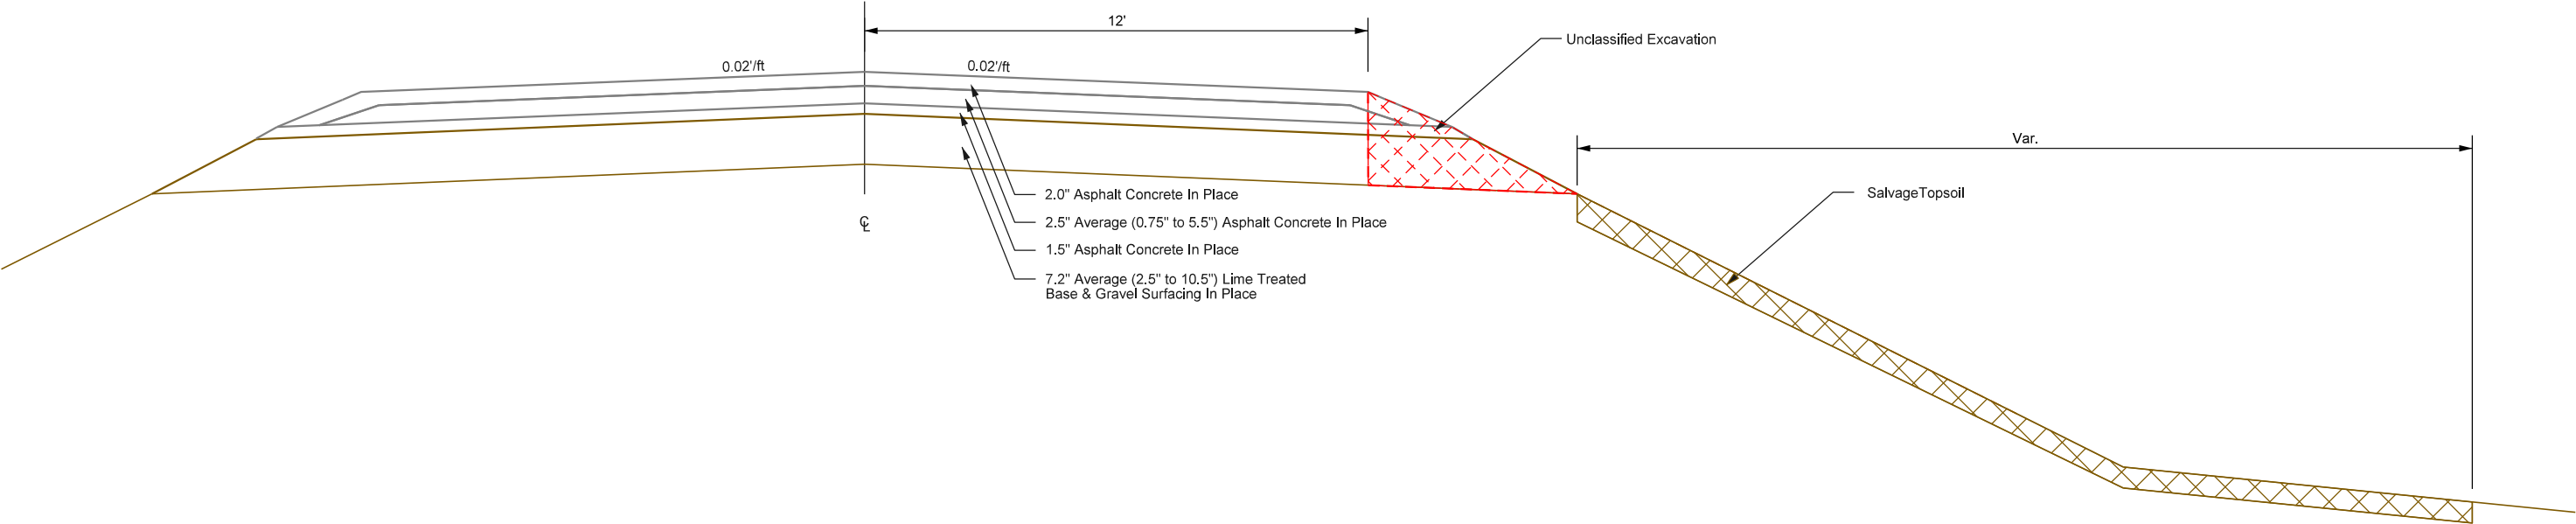 12'
Unclassified Excavation
0.02'/ft
0.02'/ft
Var.
2.0" Asphalt Concrete In Place
SalvageTopsoil
℄
2.5" Average (0.75" to 5.5") Asphalt Concrete In Place
1.5" Asphalt Concrete In Place
7.2" Average (2.5" to 10.5") Lime Treated
Base & Gravel Surfacing In Place